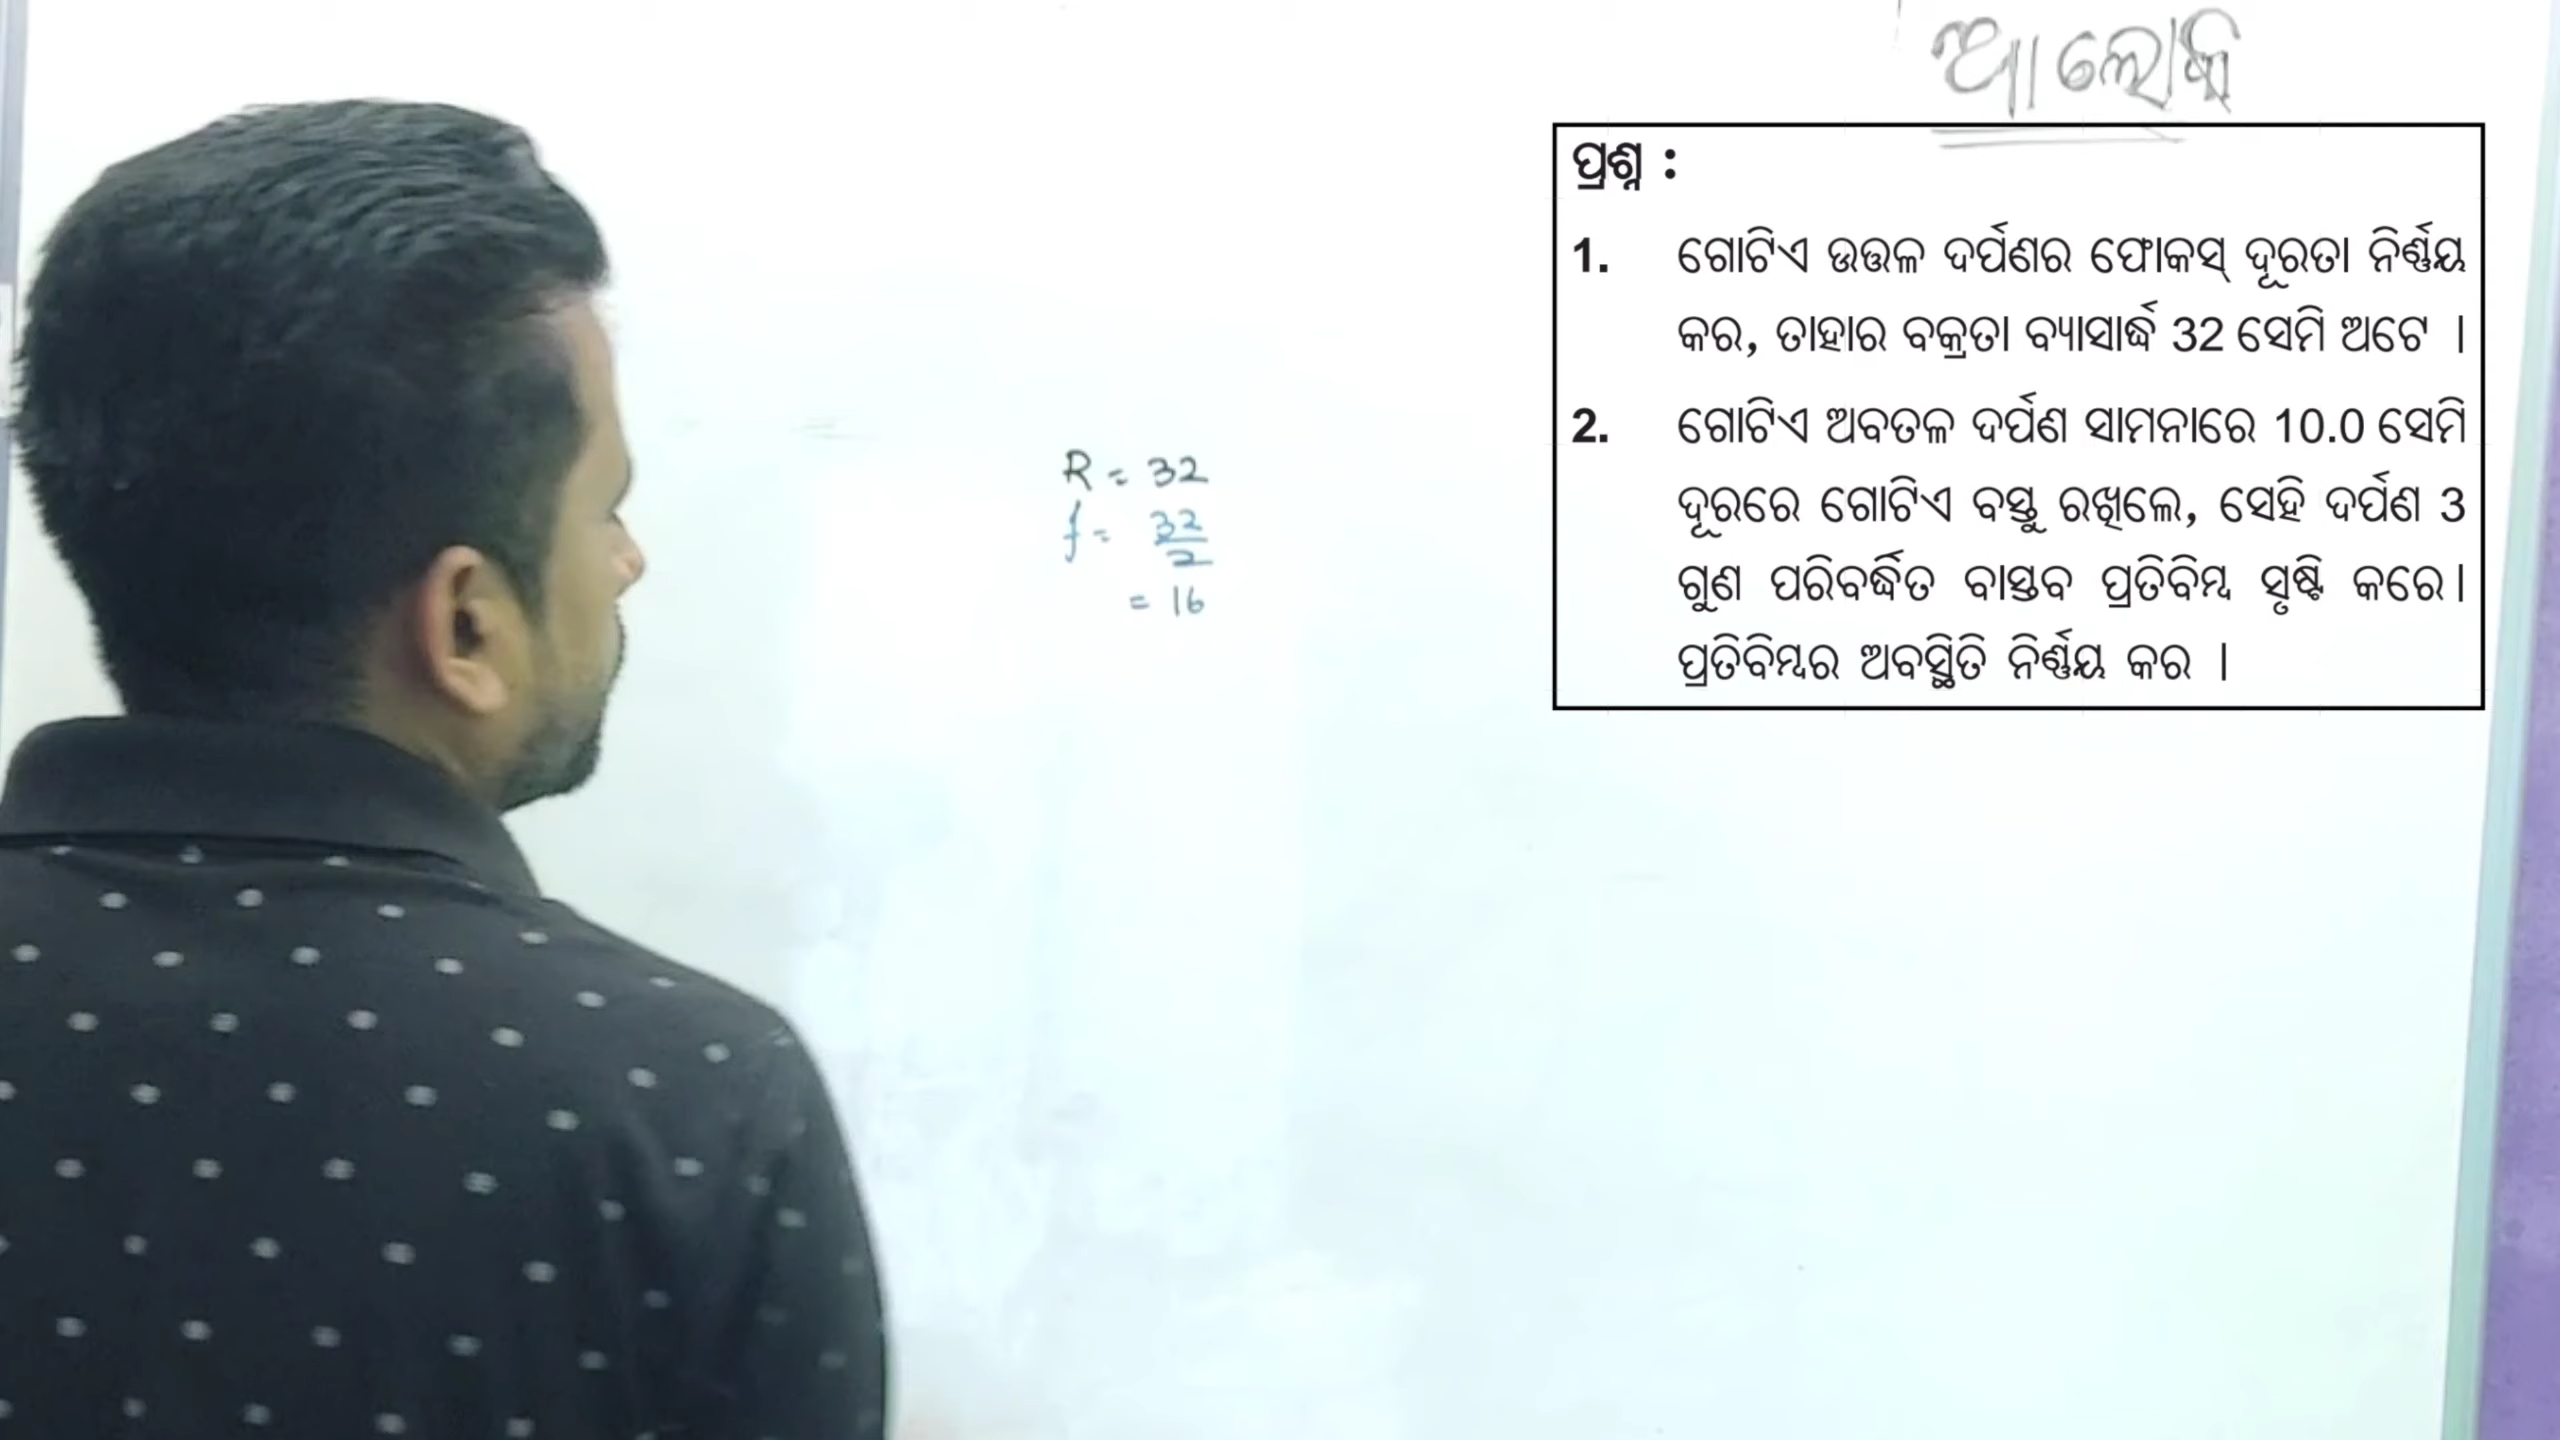 ଆଲୋକ
ପ୍ରଶ୍ନ :
1. ଗୋଟିଏ ଉତ୍ତଳ ଦର୍ପଣର ଫୋକସ୍ ଦୂରତା ନିର୍ଣ୍ଣୟ
କର, ତାହାର ବକ୍ରତା ବ୍ୟାସାର୍ଦ୍ଧ 32 ସେମି ଅଟେ ।
2. ଗୋଟିଏ ଅବତଳ ଦର୍ପଣ ସାମନାରେ 10.0 ସେମି
ଦୂରରେ ଗୋଟିଏ ବସ୍ତୁ ରଖିଲେ, ସେହି ଦର୍ପଣ 3
ଗୁଣ ପରିବର୍ଦ୍ଧିତ ବାସ୍ତବ ପ୍ରତିବିମ୍ବ ସୃଷ୍ଟି କରେ।
ପ୍ରତିବିମ୍ବର ଅବସ୍ଥିତି ନିର୍ଣ୍ଣୟ କର ।
R = 32
f = 32/2
= 16